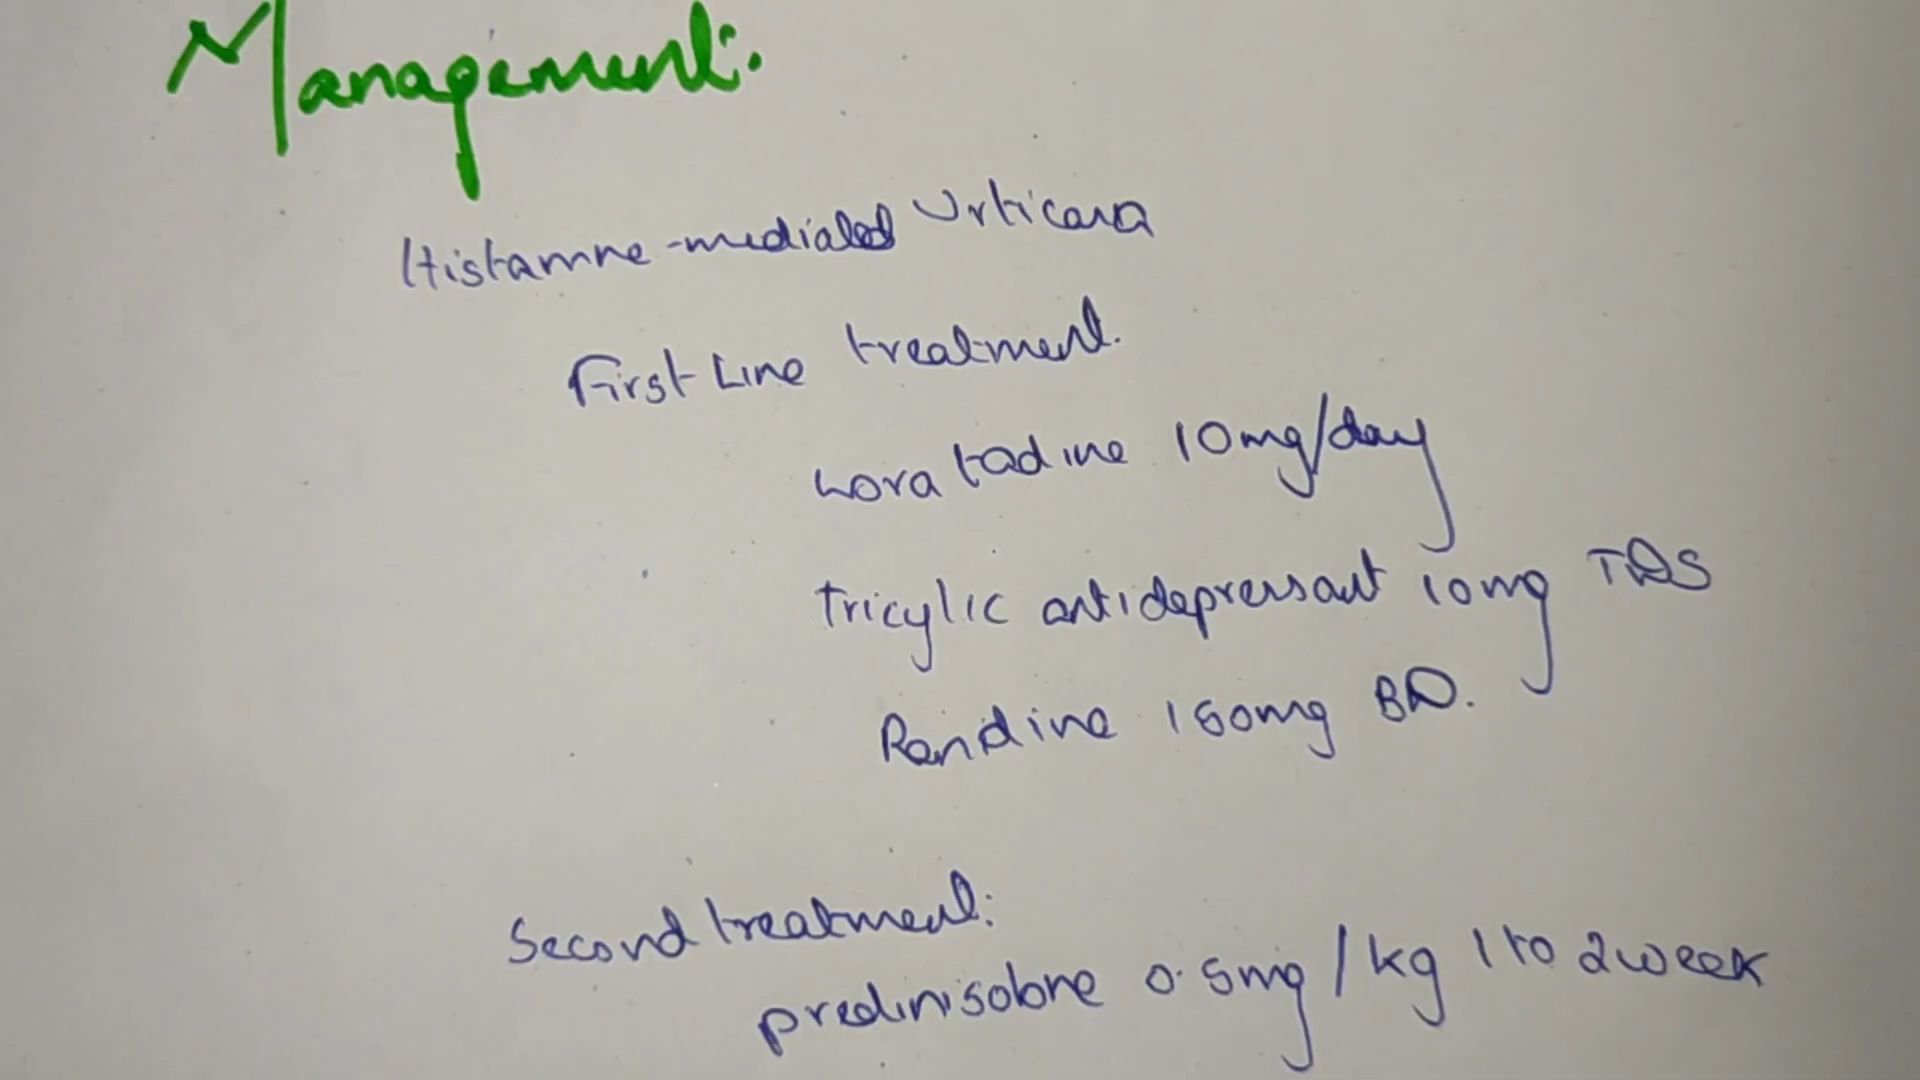 Management:
Histamine-mediated Urticaria
First Line treatment.
Loratadine 10mg/day
Tricylic antidepressant 10mg TDS
Ranidine 150mg BD.
Second treatment:
predinisolone 0.5mg/kg 1 to 2 week